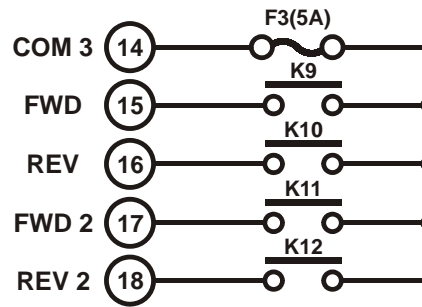 F3(5A)
COM 3 14
K9
FWD 15
K10
REV 16
K11
FWD 2 17
K12
REV 2 18